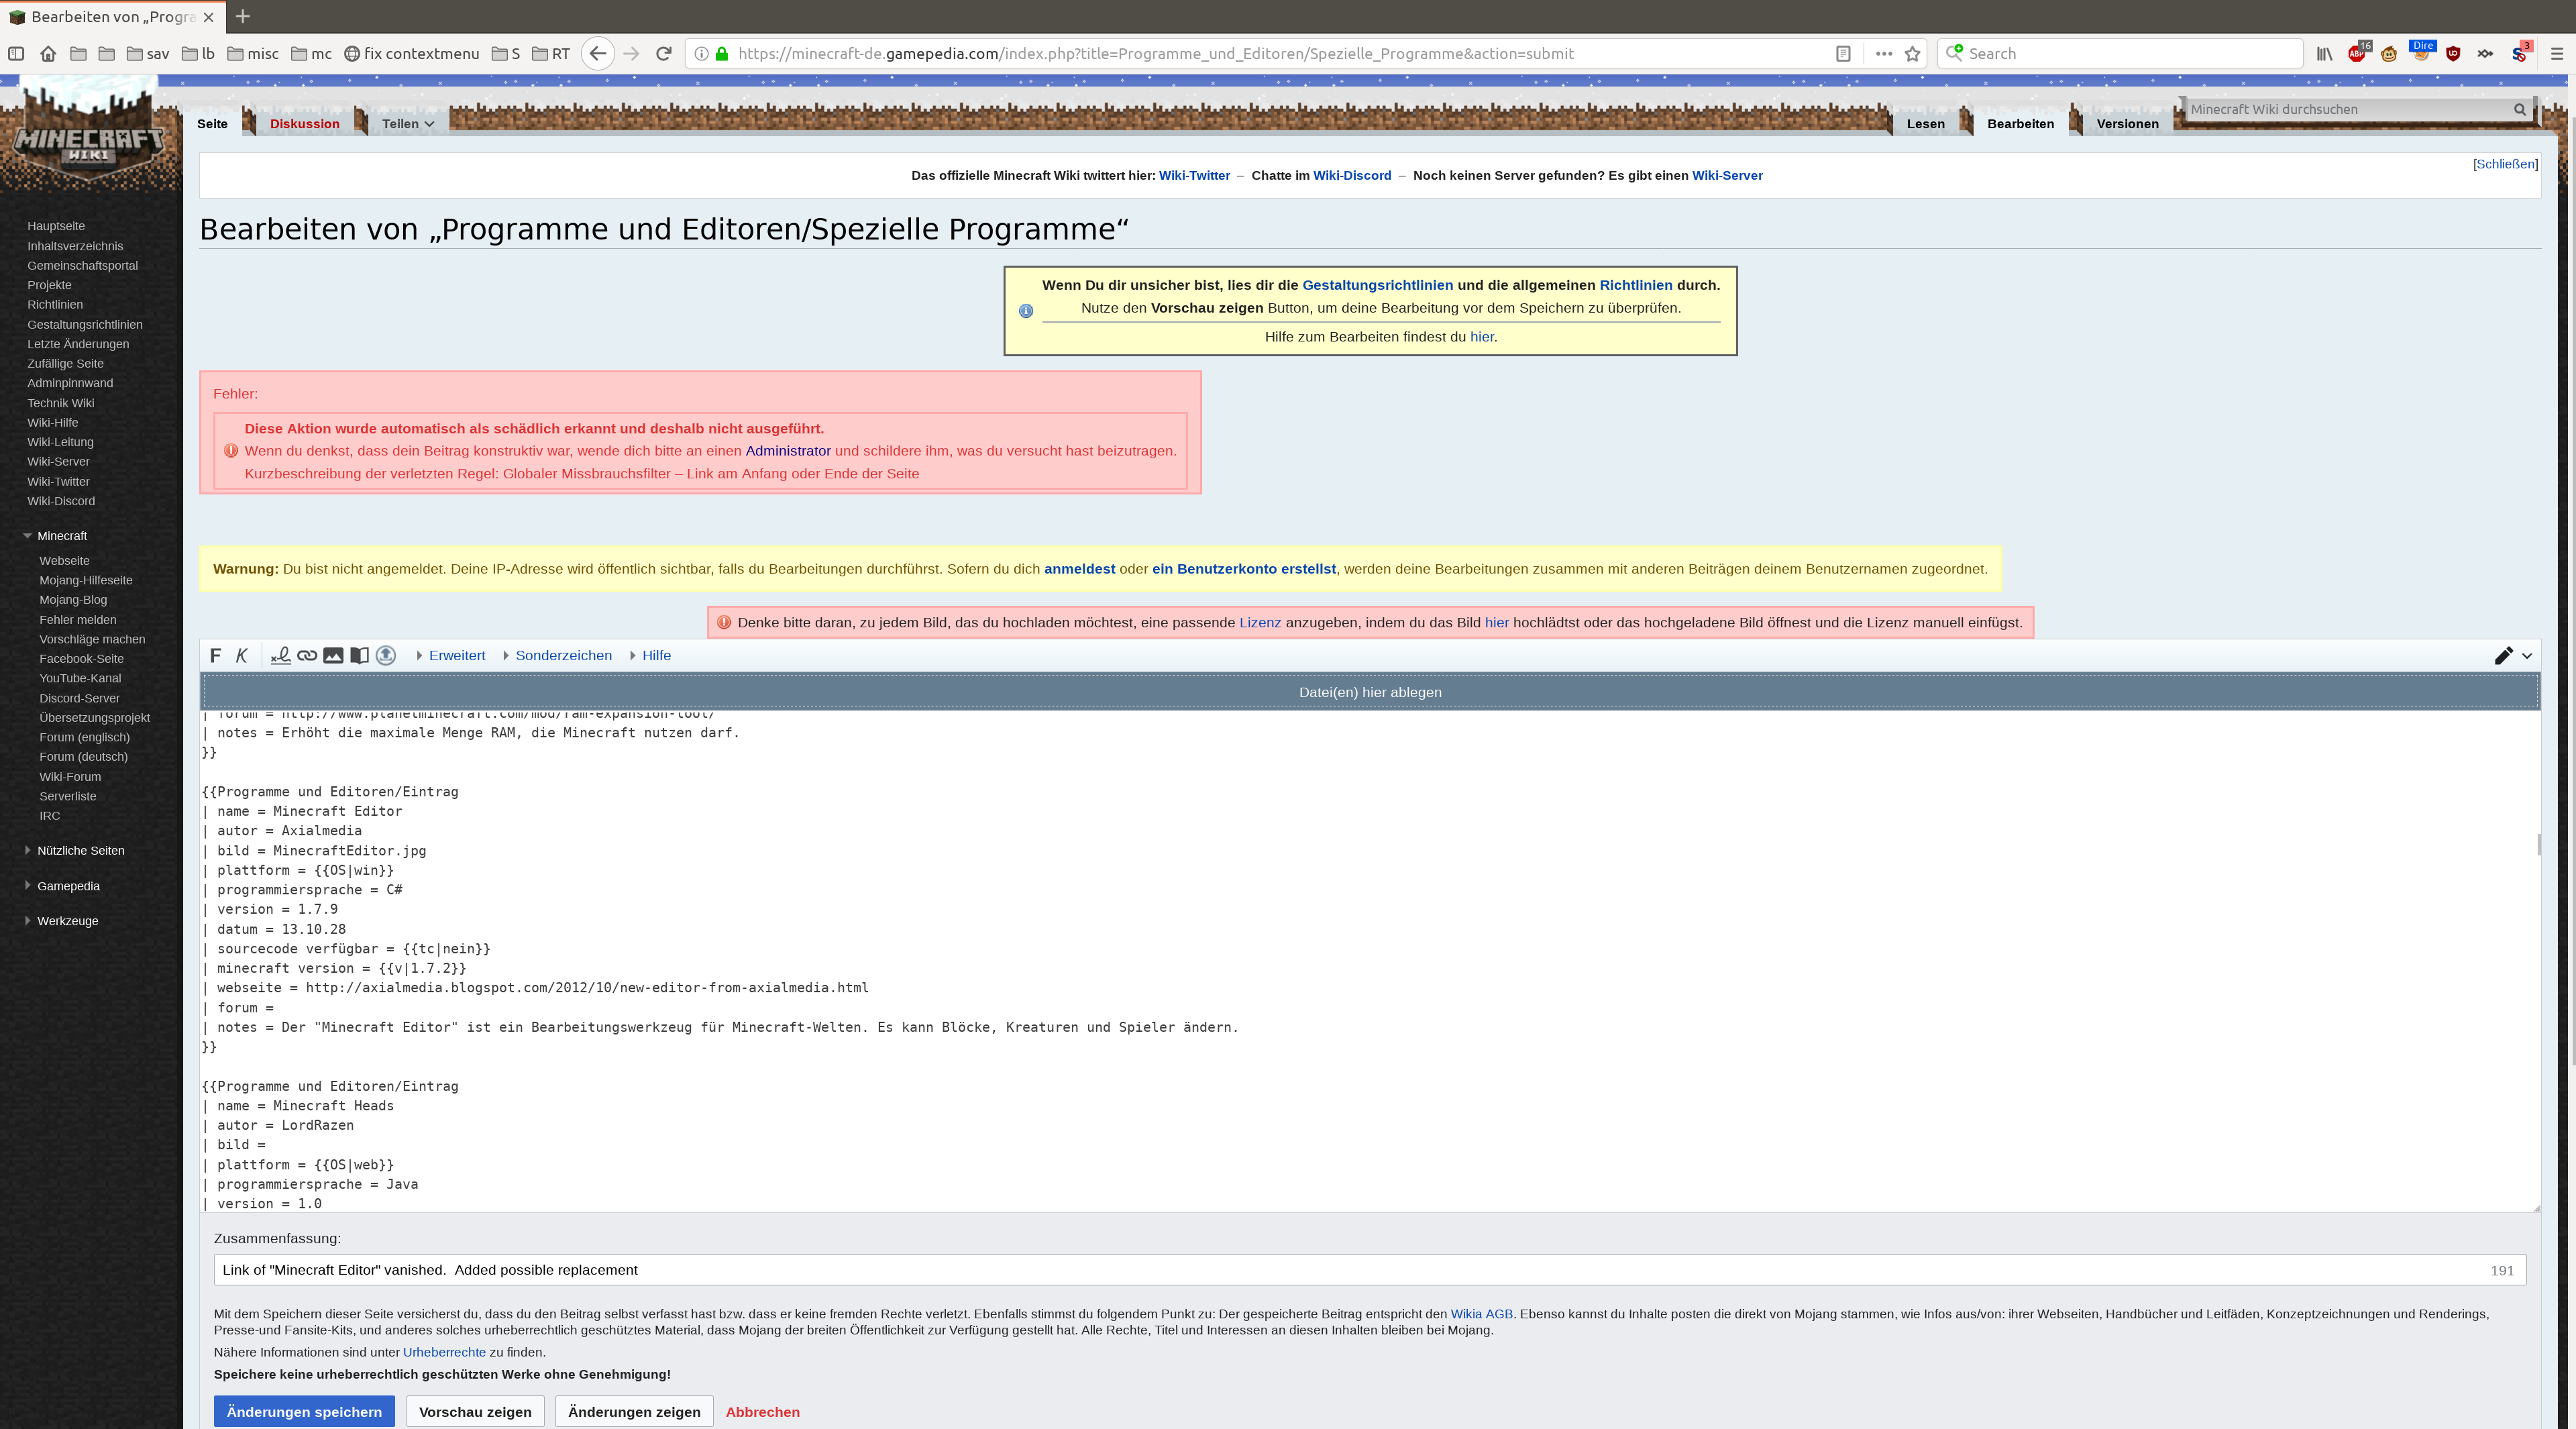 Bearbeiten von „Progra
sav
lb
misc
mc
fix contextmenu
S
RT
https://minecraft-de.gamepedia.com/index.php?title=Programme_und_Editoren/Spezielle_Programme&action=submit
Search
16
ABP
Dire
3
MINECRAFT
WIKI
Seite
Diskussion
Teilen
Lesen
Bearbeiten
Versionen
Minecraft Wiki durchsuchen
[Schließen]
Das offizielle Minecraft Wiki twittert hier: Wiki-Twitter – Chatte im Wiki-Discord – Noch keinen Server gefunden? Es gibt einen Wiki-Server
Hauptseite
Inhaltsverzeichnis
Gemeinschaftsportal
Projekte
Richtlinien
Gestaltungsrichtlinien
Letzte Änderungen
Zufällige Seite
Adminpinnwand
Technik Wiki
Wiki-Hilfe
Wiki-Leitung
Wiki-Server
Wiki-Twitter
Wiki-Discord
Minecraft
Webseite
Mojang-Hilfeseite
Mojang-Blog
Fehler melden
Vorschläge machen
Facebook-Seite
YouTube-Kanal
Discord-Server
Übersetzungsprojekt
Forum (englisch)
Forum (deutsch)
Wiki-Forum
Serverliste
IRC
Nützliche Seiten
Gamepedia
Werkzeuge
Bearbeiten von „Programme und Editoren/Spezielle Programme“
Wenn Du dir unsicher bist, lies dir die Gestaltungsrichtlinien und die allgemeinen Richtlinien durch.
Nutze den Vorschau zeigen Button, um deine Bearbeitung vor dem Speichern zu überprüfen.
Hilfe zum Bearbeiten findest du hier.
Fehler:
Diese Aktion wurde automatisch als schädlich erkannt und deshalb nicht ausgeführt.
Wenn du denkst, dass dein Beitrag konstruktiv war, wende dich bitte an einen Administrator und schildere ihm, was du versucht hast beizutragen.
Kurzbeschreibung der verletzten Regel: Globaler Missbrauchsfilter – Link am Anfang oder Ende der Seite
Warnung: Du bist nicht angemeldet. Deine IP-Adresse wird öffentlich sichtbar, falls du Bearbeitungen durchführst. Sofern du dich anmeldest oder ein Benutzerkonto erstellst, werden deine Bearbeitungen zusammen mit anderen Beiträgen deinem Benutzernamen zugeordnet.
Denke bitte daran, zu jedem Bild, das du hochladen möchtest, eine passende Lizenz anzugeben, indem du das Bild hier hochlädtst oder das hochgeladene Bild öffnest und die Lizenz manuell einfügst.
F K
Erweitert
Sonderzeichen
Hilfe
Datei(en) hier ablegen
| forum = http://www.planetminecraft.com/mod/ram-expansion-tool/
| notes = Erhöht die maximale Menge RAM, die Minecraft nutzen darf.
}}
{{Programme und Editoren/Eintrag
| name = Minecraft Editor
| autor = Axialmedia
| bild = MinecraftEditor.jpg
| plattform = {{OS|win}}
| programmiersprache = C#
| version = 1.7.9
| datum = 13.10.28
| sourcecode verfügbar = {{tc|nein}}
| minecraft version = {{v|1.7.2}}
| webseite = http://axialmedia.blogspot.com/2012/10/new-editor-from-axialmedia.html
| forum =
| notes = Der "Minecraft Editor" ist ein Bearbeitungswerkzeug für Minecraft-Welten. Es kann Blöcke, Kreaturen und Spieler ändern.
}}
{{Programme und Editoren/Eintrag
| name = Minecraft Heads
| autor = LordRazen
| bild =
| plattform = {{OS|web}}
| programmiersprache = Java
| version = 1.0
Zusammenfassung:
Link of "Minecraft Editor" vanished.  Added possible replacement
191
Mit dem Speichern dieser Seite versicherst du, dass du den Beitrag selbst verfasst hast bzw. dass er keine fremden Rechte verletzt. Ebenfalls stimmst du folgendem Punkt zu: Der gespeicherte Beitrag entspricht den Wikia AGB. Ebenso kannst du Inhalte posten die direkt von Mojang stammen, wie Infos aus/von: ihrer Webseiten, Handbücher und Leitfäden, Konzeptzeichnungen und Renderings,
Presse-und Fansite-Kits, und anderes solches urheberrechtlich geschütztes Material, dass Mojang der breiten Öffentlichkeit zur Verfügung gestellt hat. Alle Rechte, Titel und Interessen an diesen Inhalten bleiben bei Mojang.
Nähere Informationen sind unter Urheberrechte zu finden.
Speichere keine urheberrechtlich geschützten Werke ohne Genehmigung!
Änderungen speichern
Vorschau zeigen
Änderungen zeigen
Abbrechen